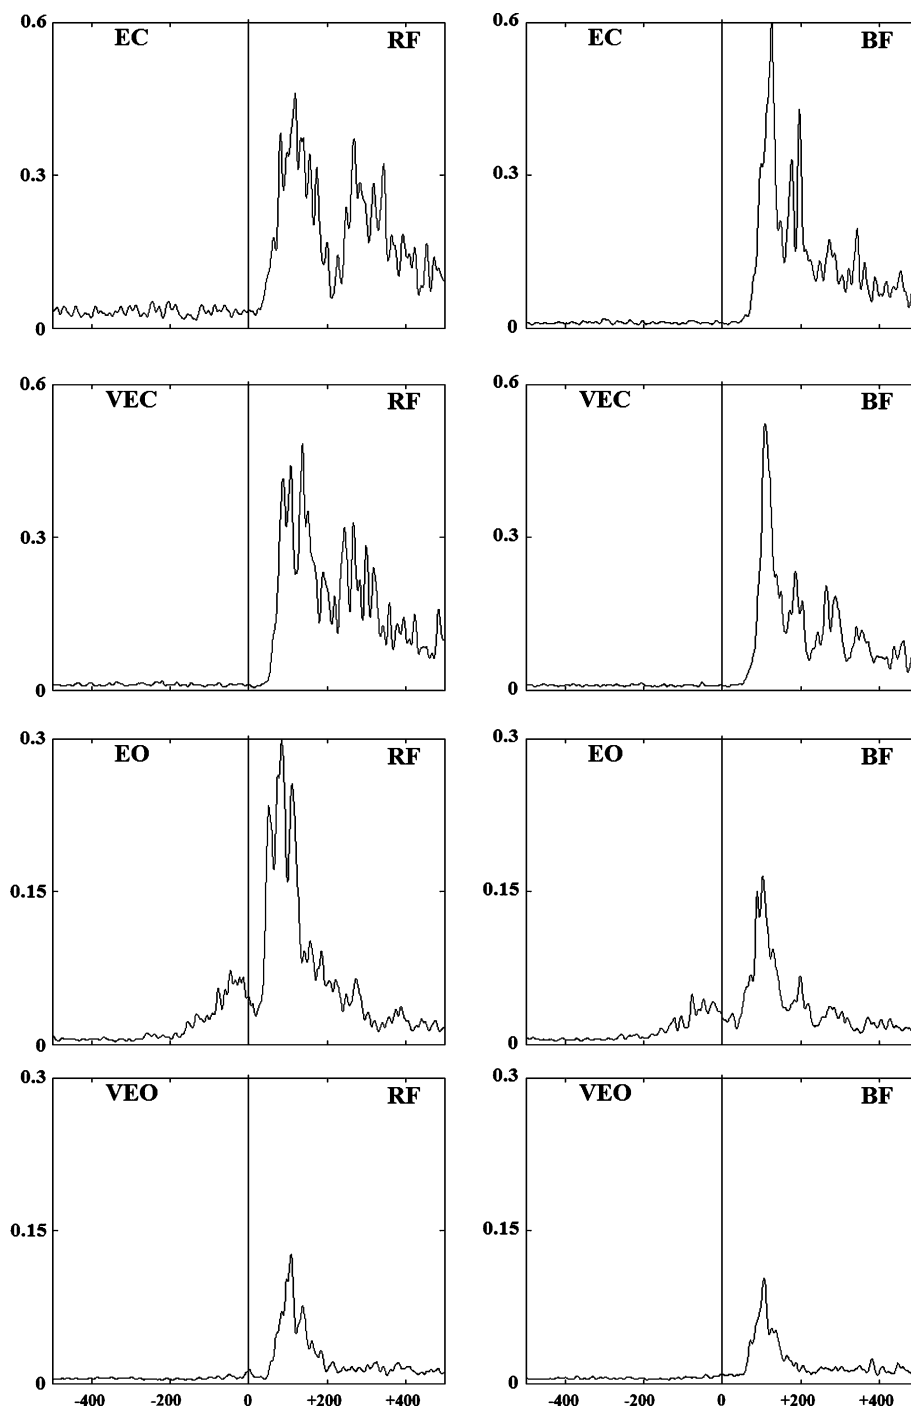 0.6 EC RF 0.6 EC BF
0.3 0.3
0 0
0.6 VEC RF 0.6 VEC BF
0.3 0.3
0 0
0.3 EO RF 0.3 EO BF
0.15 0.15
0 0
0.3 VEO RF 0.3 VEO BF
0.15 0.15
0 0
-400 -200 0 +200 +400 -400 -200 0 +200 +400